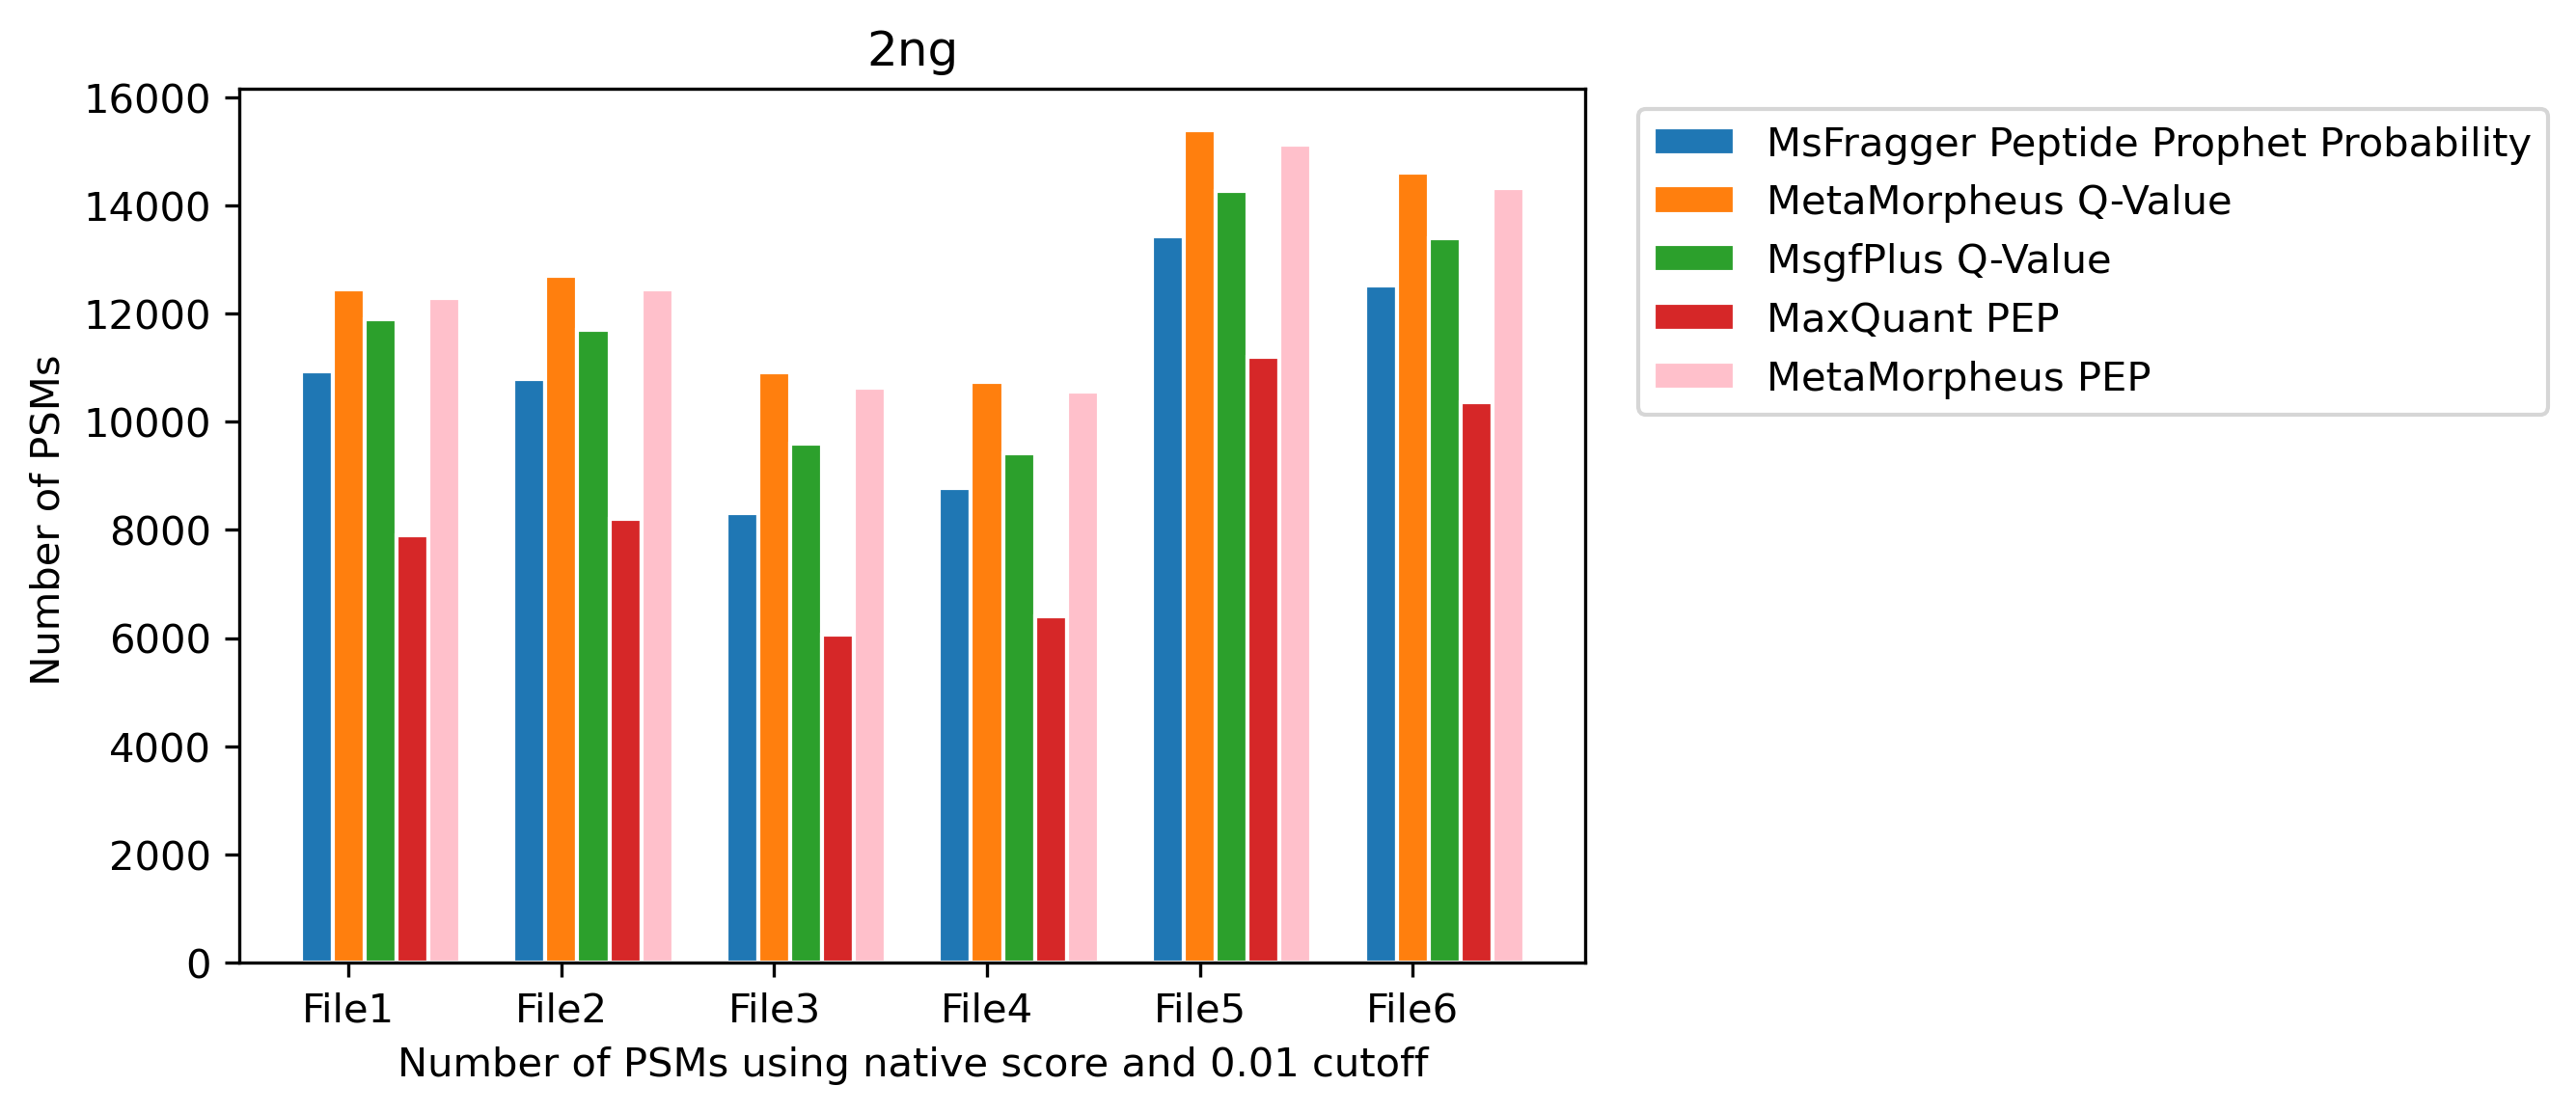 2ng
16000
14000
12000
10000
8000
6000
4000
2000
0
Number of PSMs
File1 File2 File3 File4 File5 File6
Number of PSMs using native score and 0.01 cutoff
MsFragger Peptide Prophet Probability
MetaMorpheus Q-Value
MsgfPlus Q-Value
MaxQuant PEP
MetaMorpheus PEP